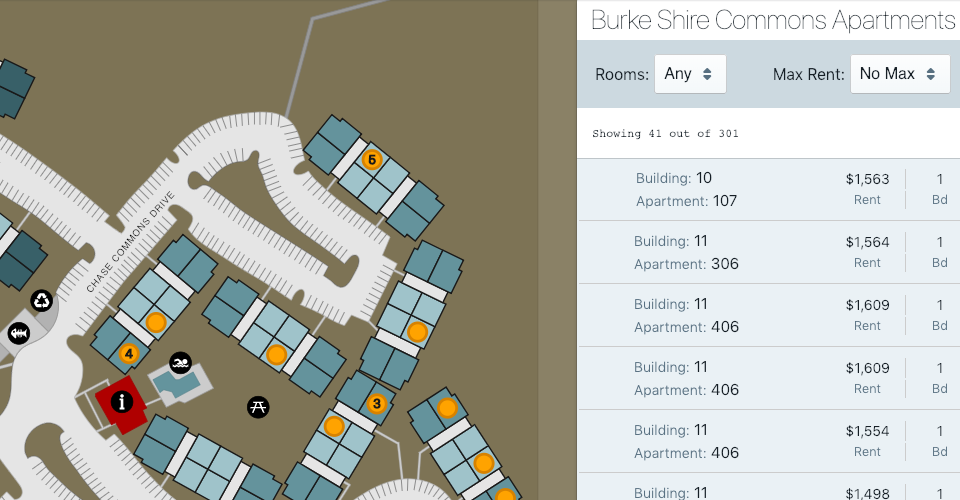 Burke Shire Commons Apartments
Rooms: Any Max Rent: No Max
Showing 41 out of 301
Building: 10 $1,563 1
Apartment: 107 Rent Bd
Building: 11 $1,564 1
Apartment: 306 Rent Bd
Building: 11 $1,609 1
Apartment: 406 Rent Bd
Building: 11 $1,609 1
Apartment: 406 Rent Bd
Building: 11 $1,554 1
Apartment: 406 Rent Bd
Building: 11 $1,498 1
CHASE COMMONS DRIVE
5
4
3
i